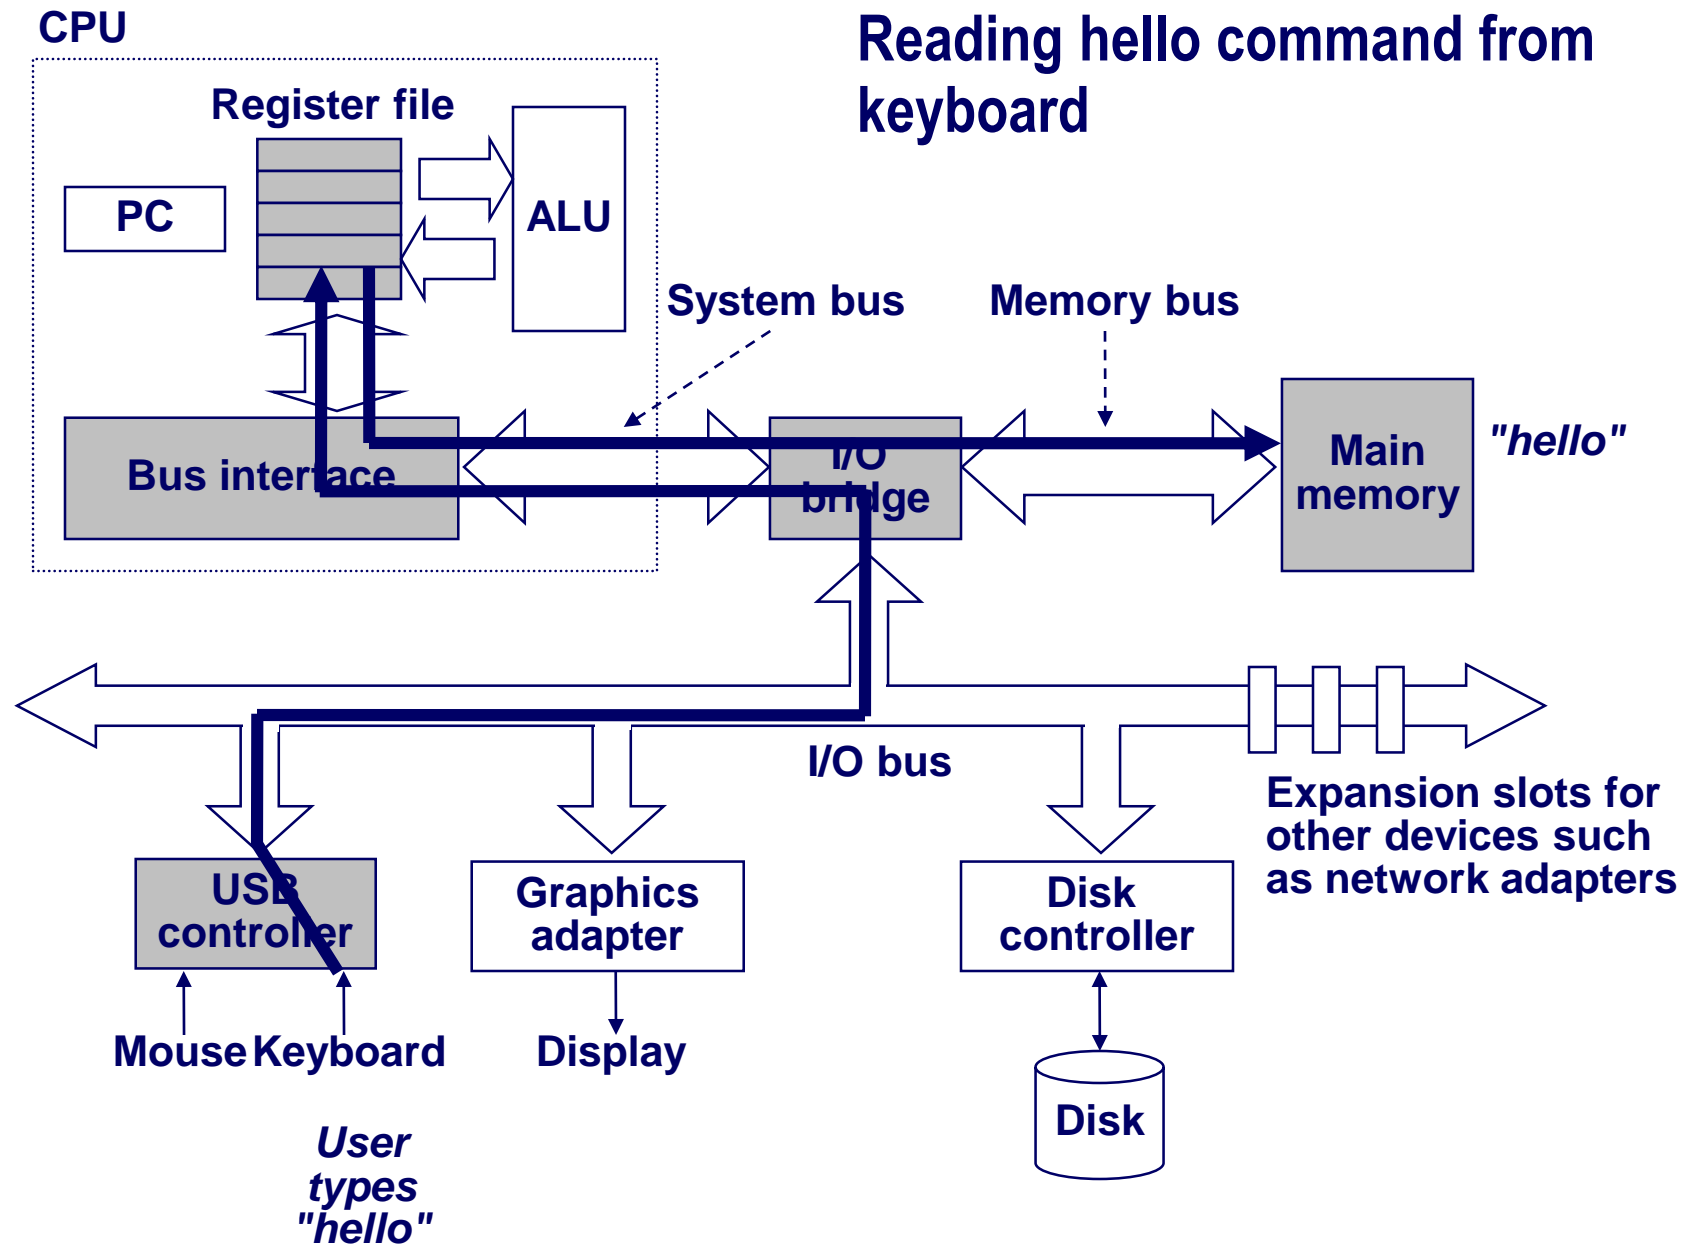 CPU
Reading hello command from
keyboard
Register file
PC
ALU
System bus
Memory bus
Bus interface
I/O
bridge
Main
memory
"hello"
I/O bus
Expansion slots for
other devices such
as network adapters
USB
controller
Graphics
adapter
Disk
controller
Mouse
Keyboard
Display
Disk
User
types
"hello"